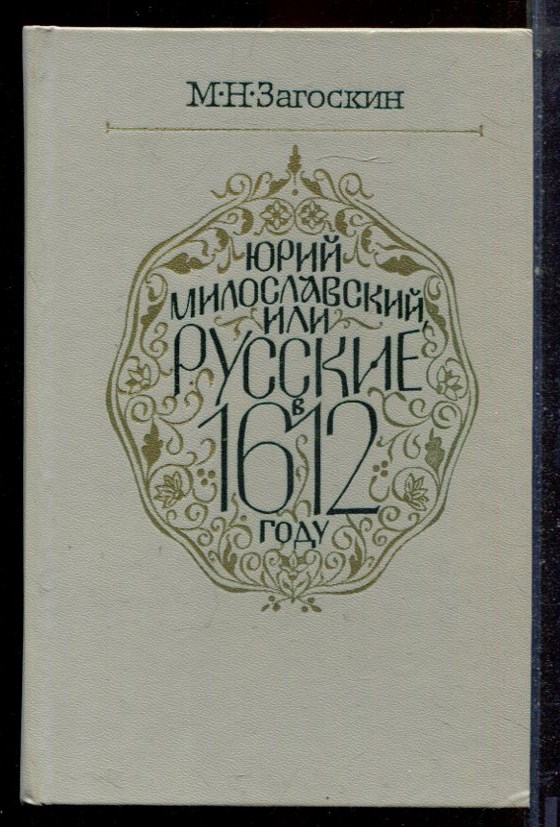 М·Н·Загоскин
ЮРИЙ
МИЛОСЛАВСКИЙ,
ИЛИ
РУССКИЕ
в
1612
году